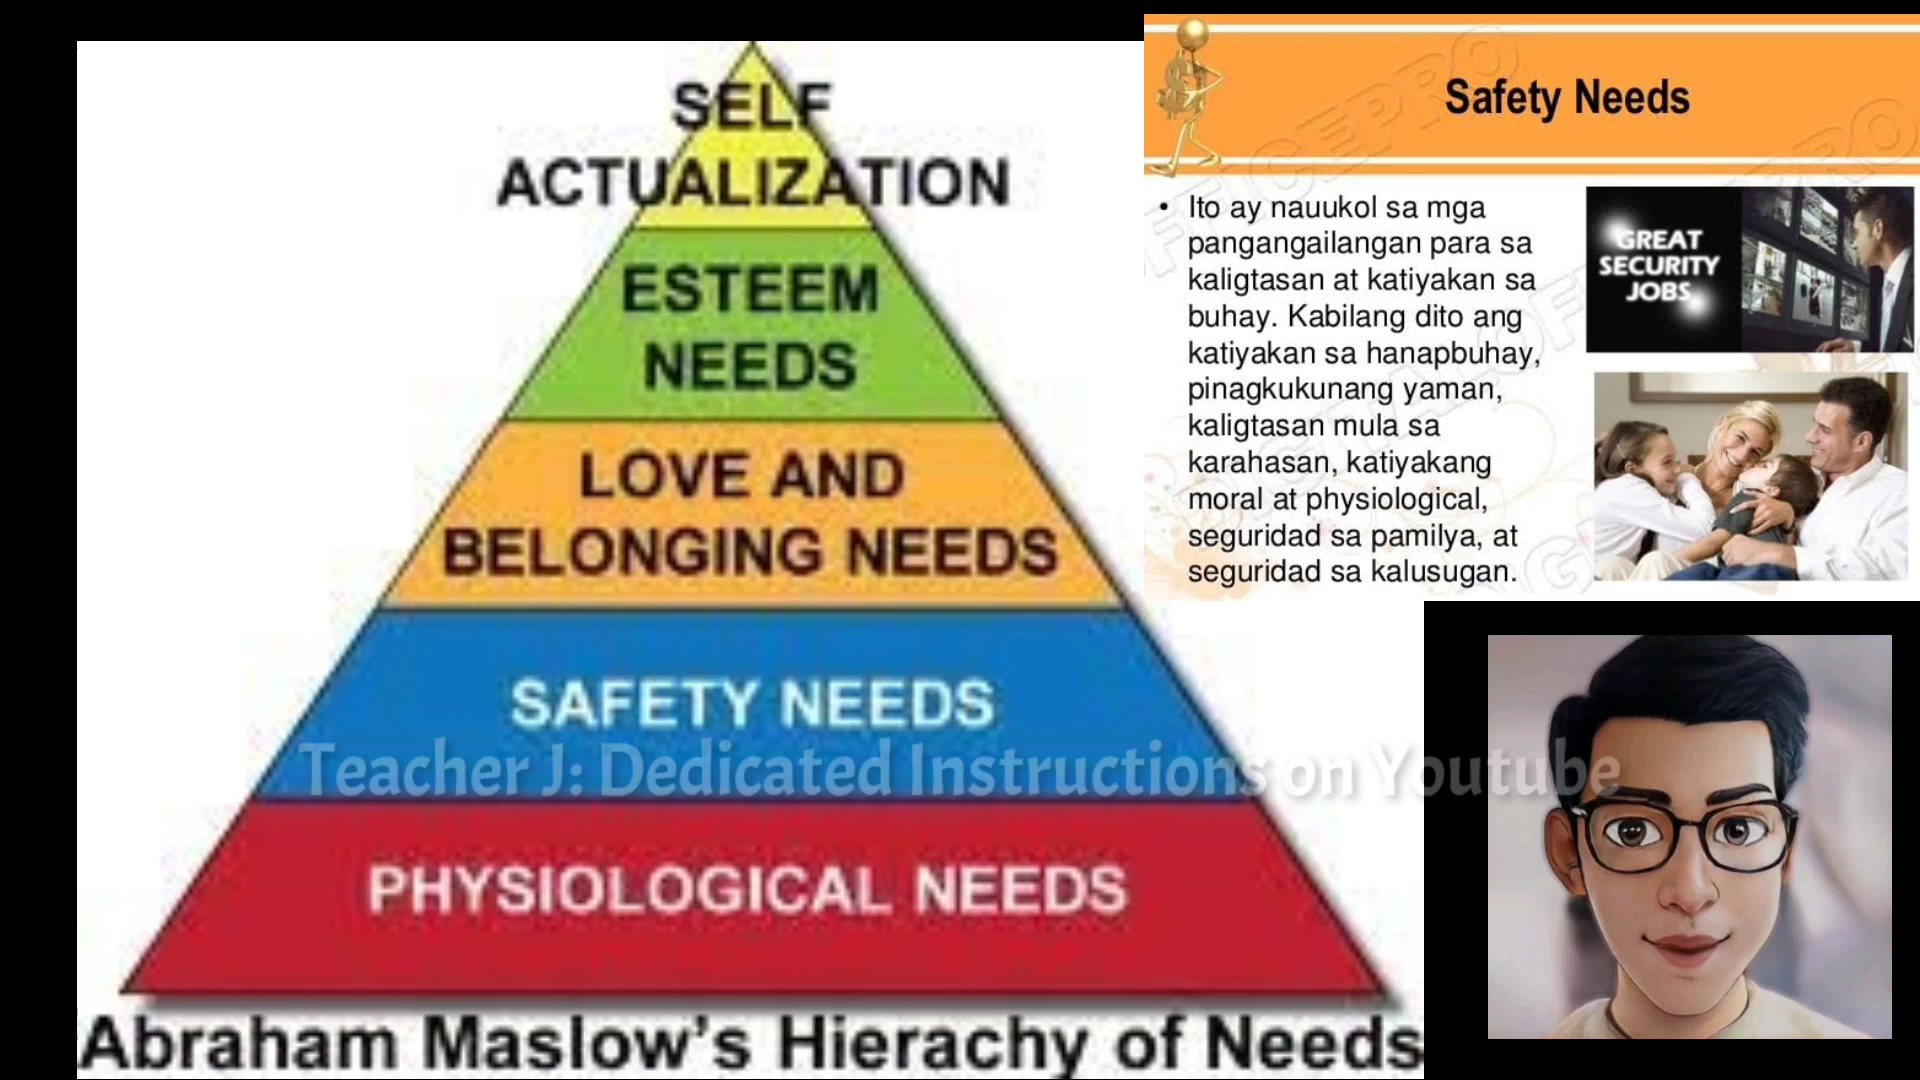 SELF
ACTUALIZATION
ESTEEM
NEEDS
LOVE AND
BELONGING NEEDS
SAFETY NEEDS
PHYSIOLOGICAL NEEDS
Abraham Maslow's Hierachy of Needs
Teacher J: Dedicated Instructions on Youtube
Safety Needs
• Ito ay nauukol sa mga
pangangailangan para sa
kaligtasan at katiyakan sa
buhay. Kabilang dito ang
katiyakan sa hanapbuhay,
pinagkukunang yaman,
kaligtasan mula sa
karahasan, katiyakang
moral at physiological,
seguridad sa pamilya, at
seguridad sa kalusugan.
GREAT
SECURITY
JOBS